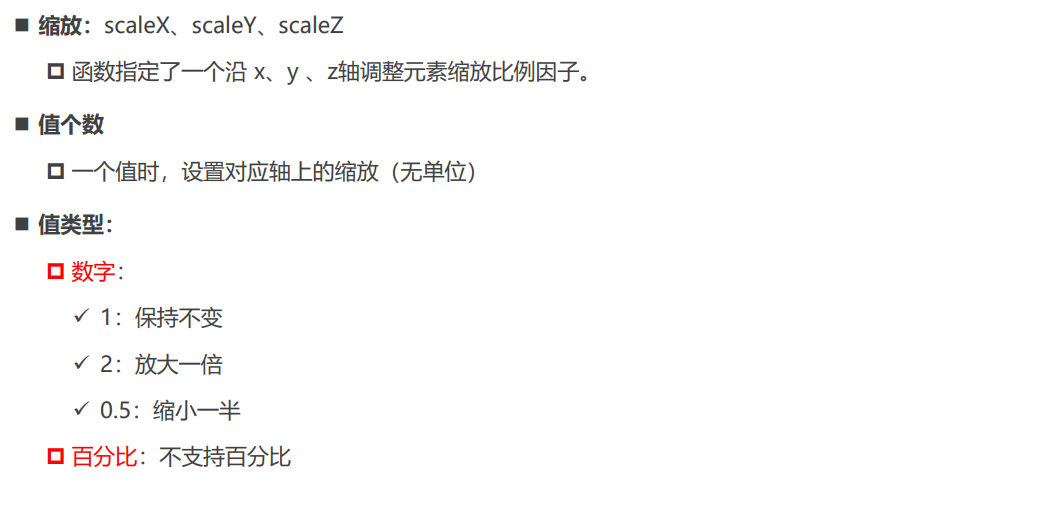 缩放：scaleX、scaleY、scaleZ
函数指定了一个沿 x、y 、z轴调整元素缩放比例因子。
值个数
一个值时，设置对应轴上的缩放（无单位）
值类型：
数字：
1：保持不变
2：放大一倍
0.5：缩小一半
百分比：不支持百分比